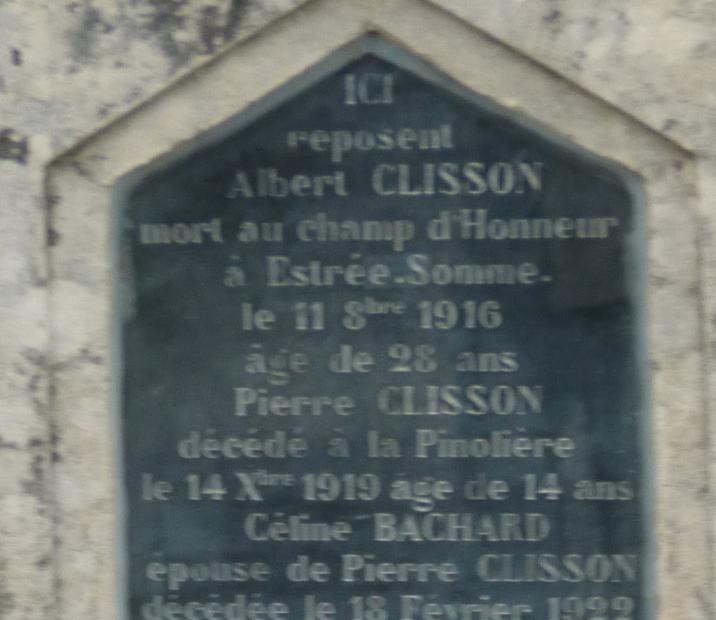 ICI
reposent
Albert CLISSON
mort au champ d'Honneur
à Estrée-Somme-
le 11 8bre 1916
âge de 28 ans
Pierre CLISSON
décédé à la Pinolière
le 14 Xbre 1919 âge de 14 ans
Céline BACHARD
épouse de Pierre CLISSON
décédée le 18 Février 1922